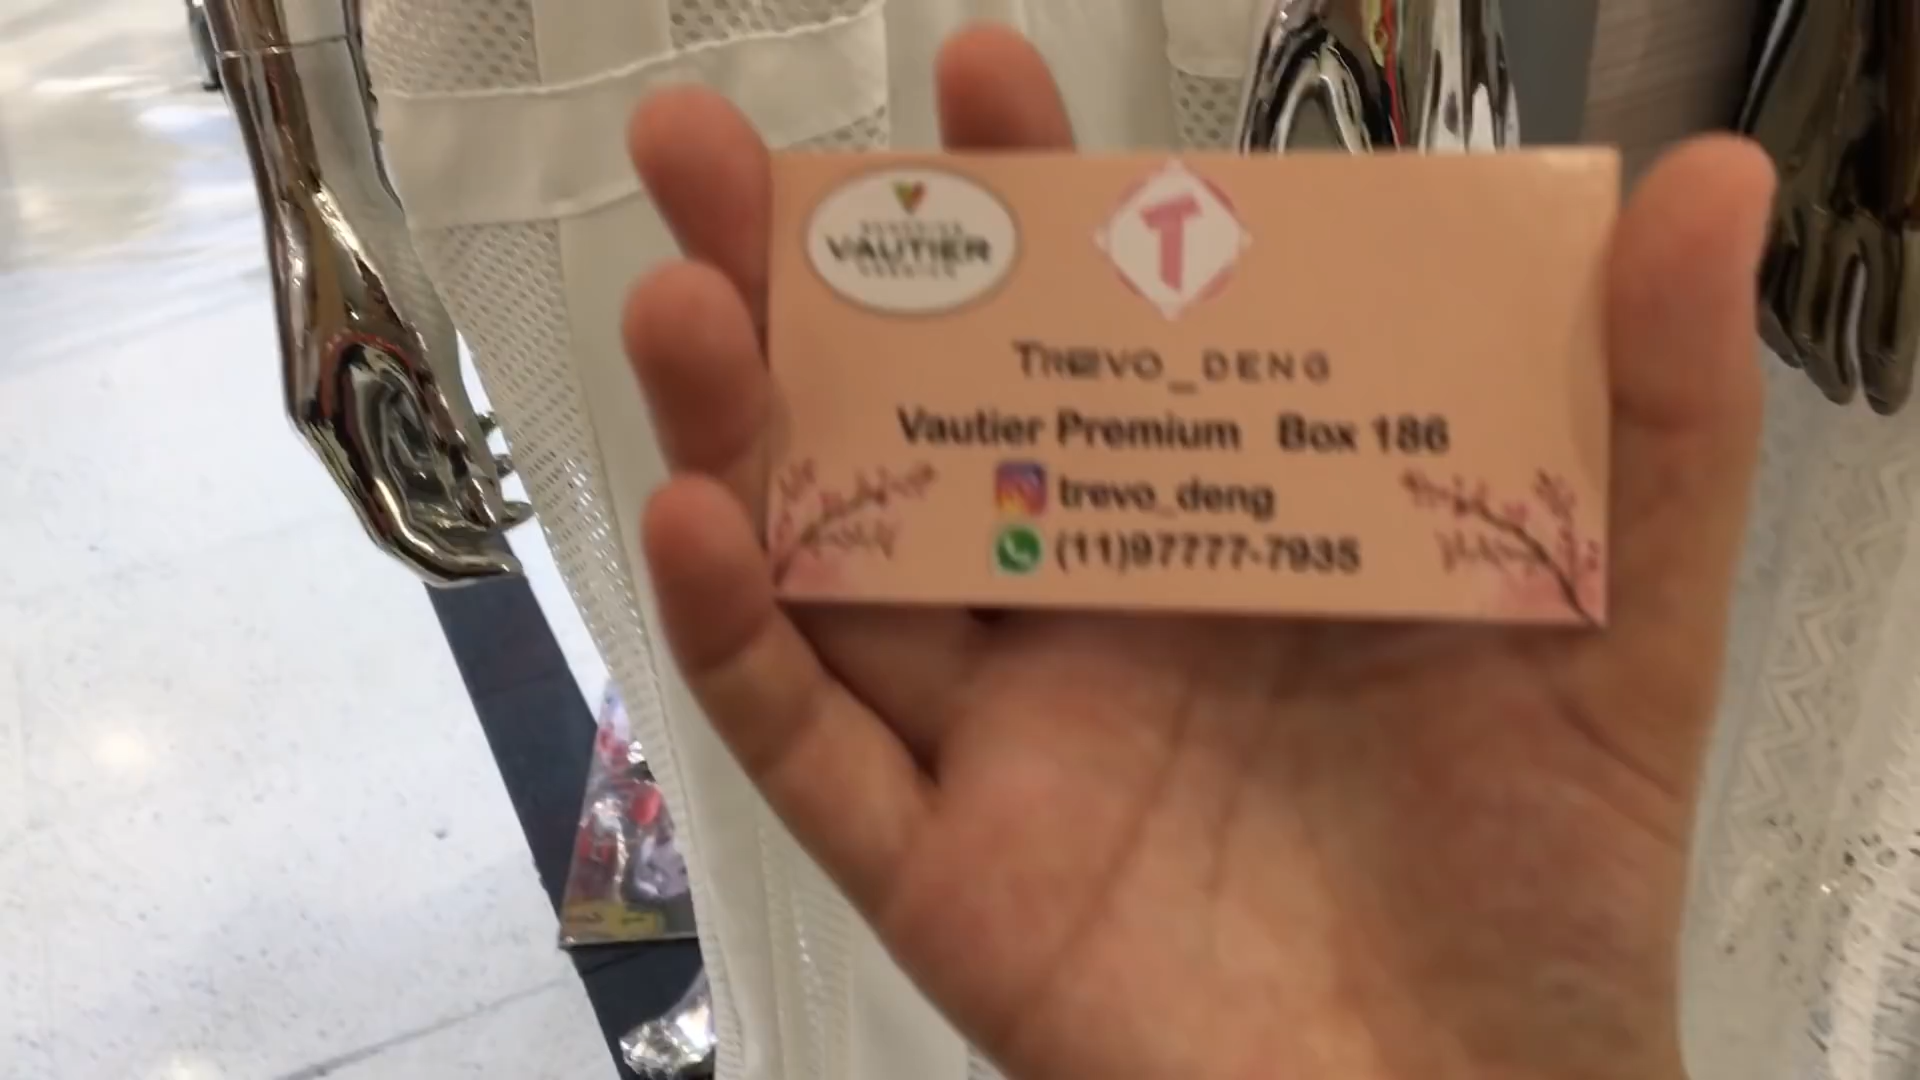 VAUTIER
T
TREVO_DENG
Vautier Premium Box 186
trevo_deng
(11)97777-7935